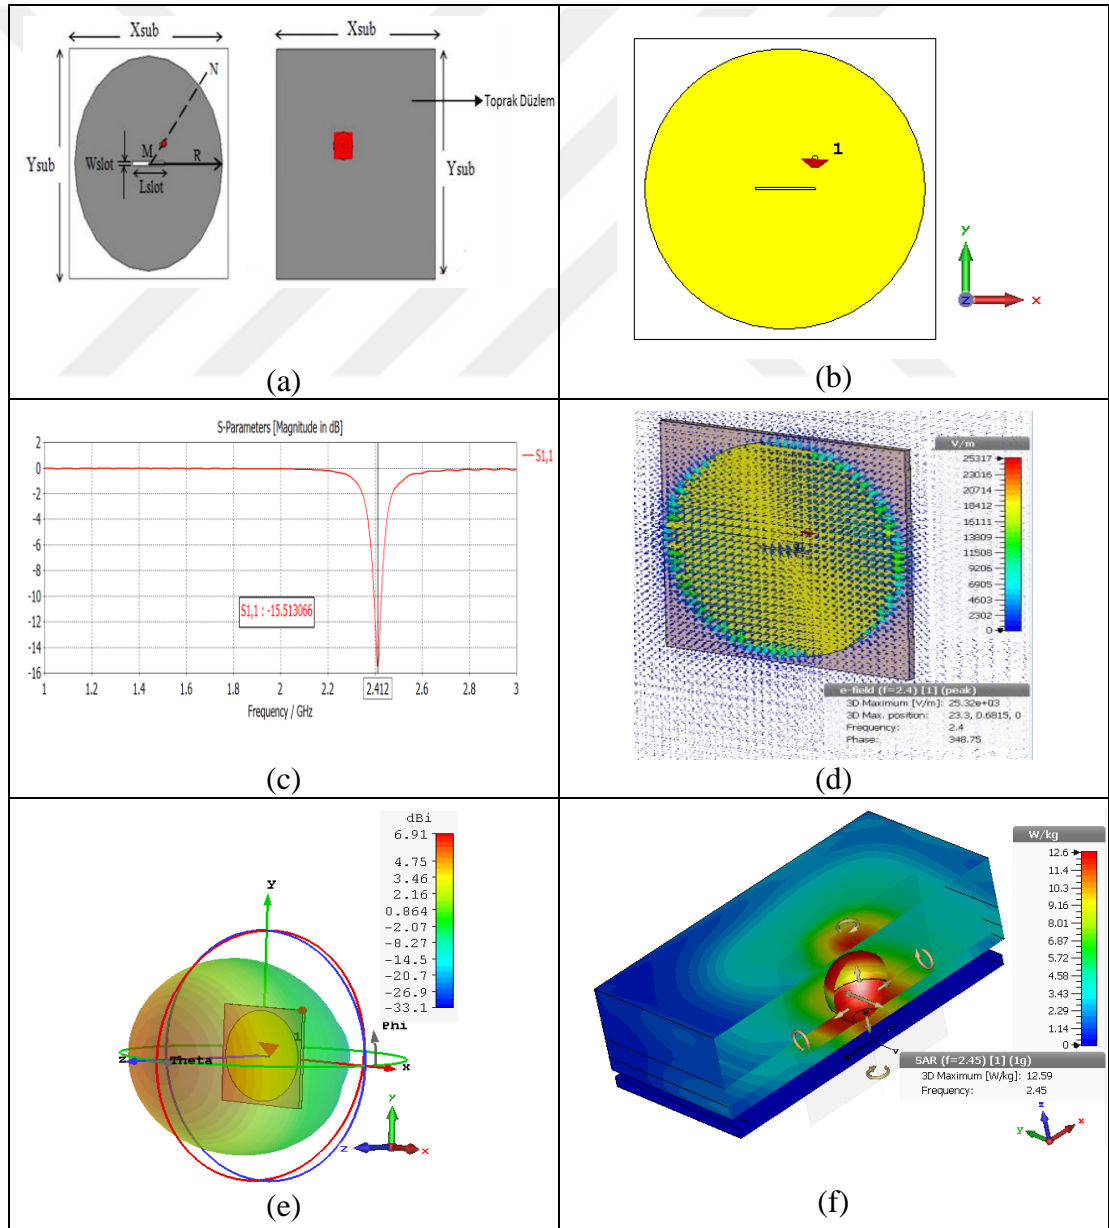 Xsub
Xsub
N
Toprak Düzlem
M
R
Wslot
Ysub
Ysub
Lslot
(a)
1
y
z
x
(b)
S-Parameters [Magnitude in dB]
2
0
-2
-4
-6
-8
-10
-12
-14
-16
S1,1
S1,1 : -15.513066
1
1.2
1.4
1.6
1.8
2
2.2
2.412
2.6
2.8
3
Frequency / GHz
(c)
V/m
25317
23016
20714
18412
16111
13809
11508
9206
6905
4603
2302
0
e-field (f=2.4) [1] (peak)
3D Maximum [V/m]: 25.32e+03
3D Max. position: 23.3, 0.6815, 0
Frequency: 2.4
Phase: 348.75
(d)
dBi
6.91
4.75
3.46
2.16
0.864
-2.07
-8.27
-14.5
-20.7
-26.9
-33.1
y
Phi
z
Theta
x
1
y
z
x
(e)
W/kg
12.6
11.4
10.3
9.16
8.01
6.87
5.72
4.58
3.43
2.29
1.14
0
SAR (f=2.45) [1] (1g)
3D Maximum [W/kg]: 12.59
Frequency: 2.45
z
y
x
(f)